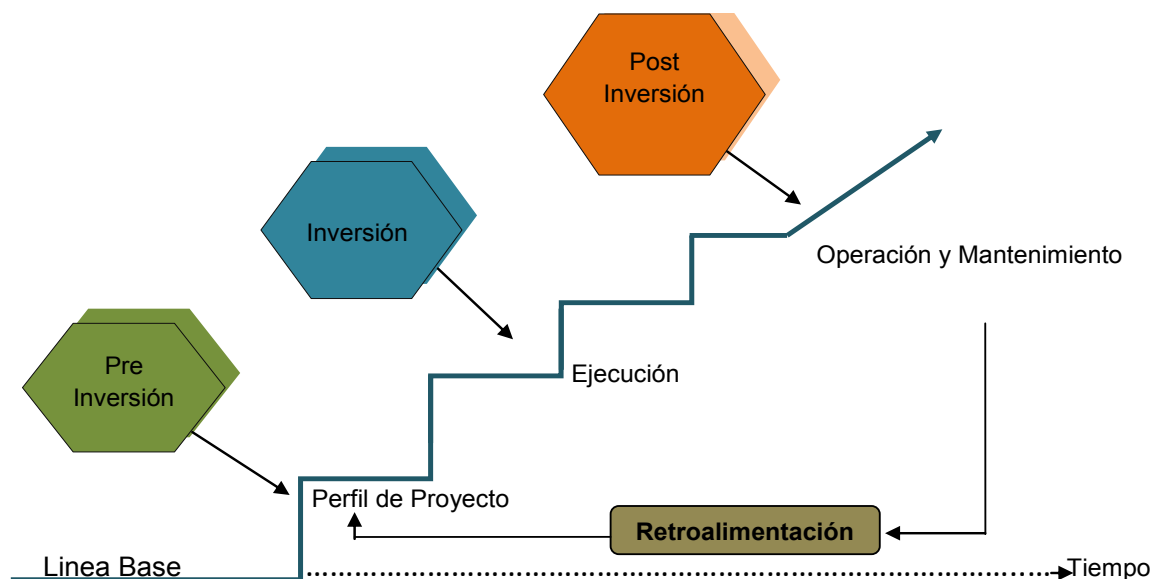 Post
Inversión
Inversión
Operación y Mantenimiento
Pre
Inversión
Ejecución
Perfil de Proyecto
Retroalimentación
Linea Base
Tiempo